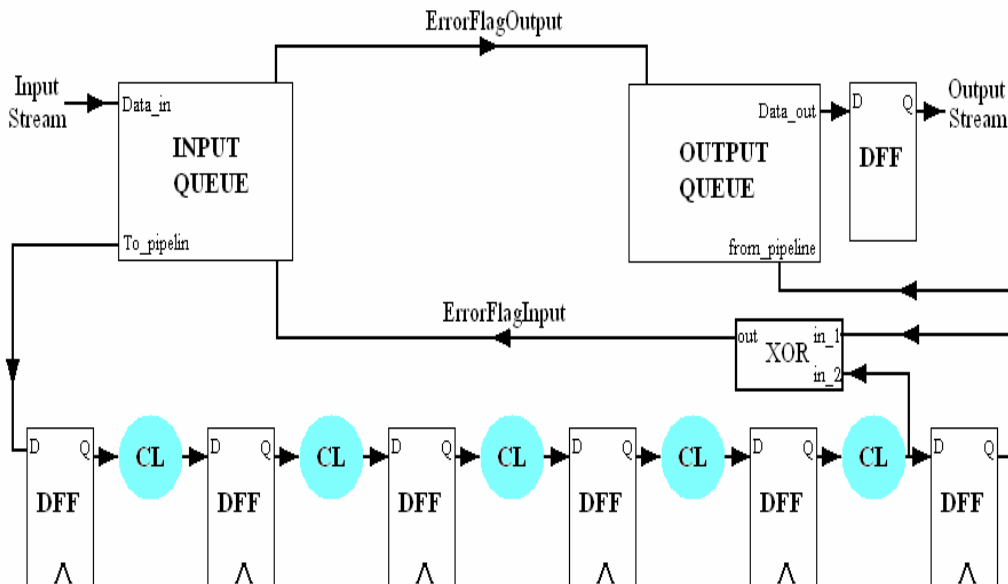 ErrorFlagOutput
Input
Stream
Data_in
INPUT
QUEUE
To_pipelin
Data_out
OUTPUT
QUEUE
from_pipeline
D Q
DFF
Output
Stream
ErrorFlagInput
out in_1
XOR
in_2
D Q
DFF
CL
D Q
DFF
CL
D Q
DFF
CL
D Q
DFF
CL
D Q
DFF
CL
D Q
DFF